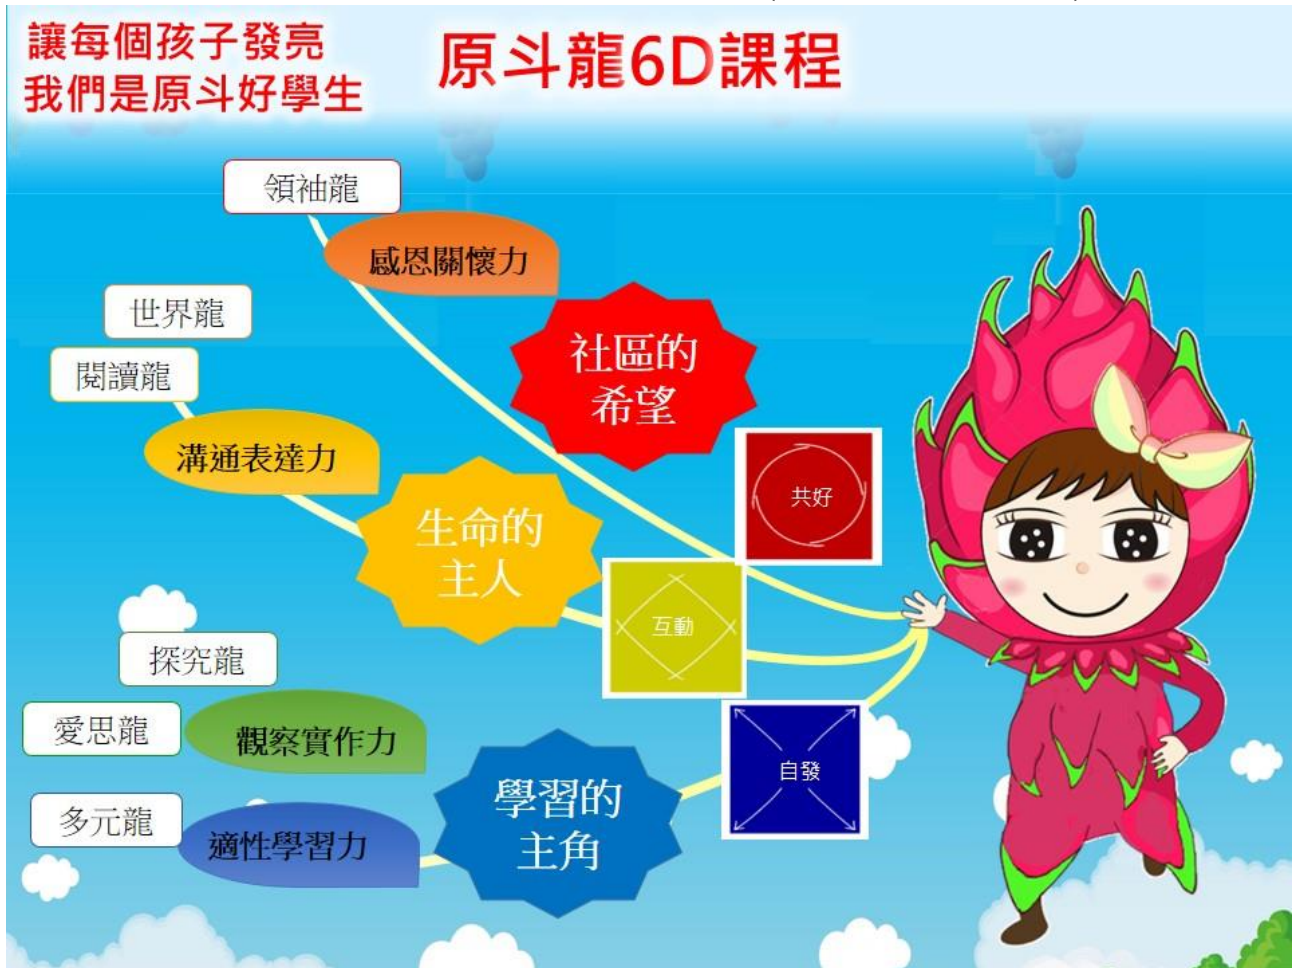 讓每個孩子發亮
我們是原斗好學生
原斗龍6D課程
領袖龍
感恩關懷力
社區的
希望
共好
世界龍
閱讀龍
溝通表達力
生命的
主人
互動
探究龍
愛思龍
觀察實作力
多元龍
適性學習力
學習的
主角
自發